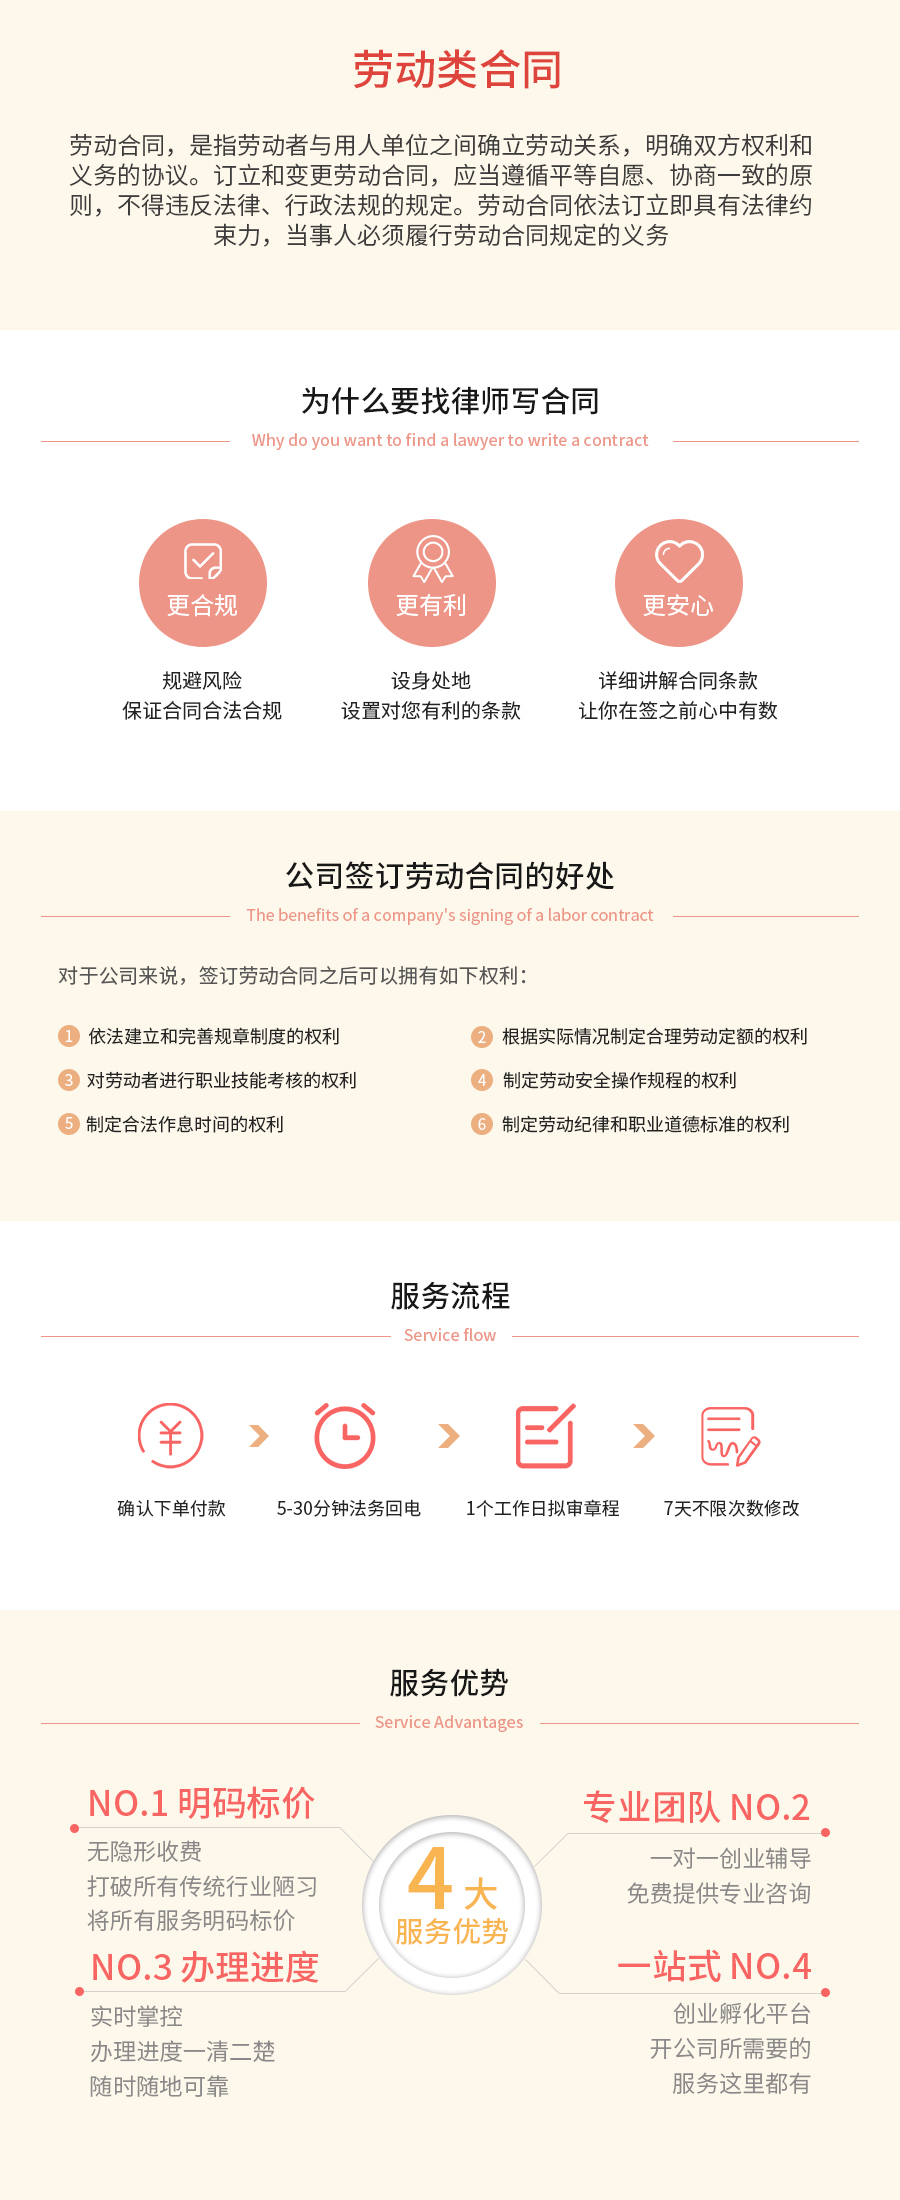 劳动类合同
劳动合同，是指劳动者与用人单位之间确立劳动关系，明确双方权利和
义务的协议。订立和变更劳动合同，应当遵循平等自愿、协商一致的原
则，不得违反法律、行政法规的规定。劳动合同依法订立即具有法律约
束力，当事人必须履行劳动合同规定的义务
为什么要找律师写合同
Why do you want to find a lawyer to write a contract
更合规
更有利
更安心
规避风险
保证合同合法合规
设身处地
设置对您有利的条款
详细讲解合同条款
让你在签之前心中有数
公司签订劳动合同的好处
The benefits of a company's signing of a labor contract
对于公司来说，签订劳动合同之后可以拥有如下权利：
1 依法建立和完善规章制度的权利
2 根据实际情况制定合理劳动定额的权利
3 对劳动者进行职业技能考核的权利
4 制定劳动安全操作规程的权利
5 制定合法作息时间的权利
6 制定劳动纪律和职业道德标准的权利
服务流程
Service flow
确认下单付款
5-30分钟法务回电
1个工作日拟审章程
7天不限次数修改
服务优势
Service Advantages
NO.1 明码标价
无隐形收费
打破所有传统行业陋习
将所有服务明码标价
专业团队 NO.2
一对一创业辅导
免费提供专业咨询
4大
服务优势
NO.3 办理进度
实时掌控
办理进度一清二楚
随时随地可靠
一站式 NO.4
创业孵化平台
开公司所需要的
服务这里都有